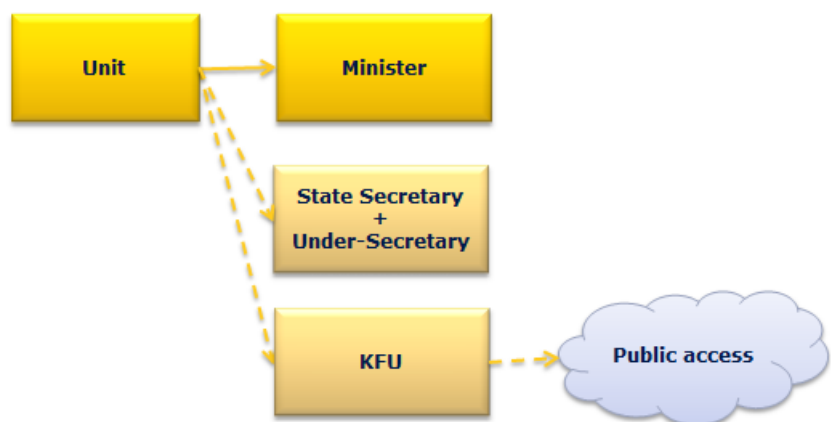 Unit
Minister
State Secretary
+
Under-Secretary
KFU
Public access